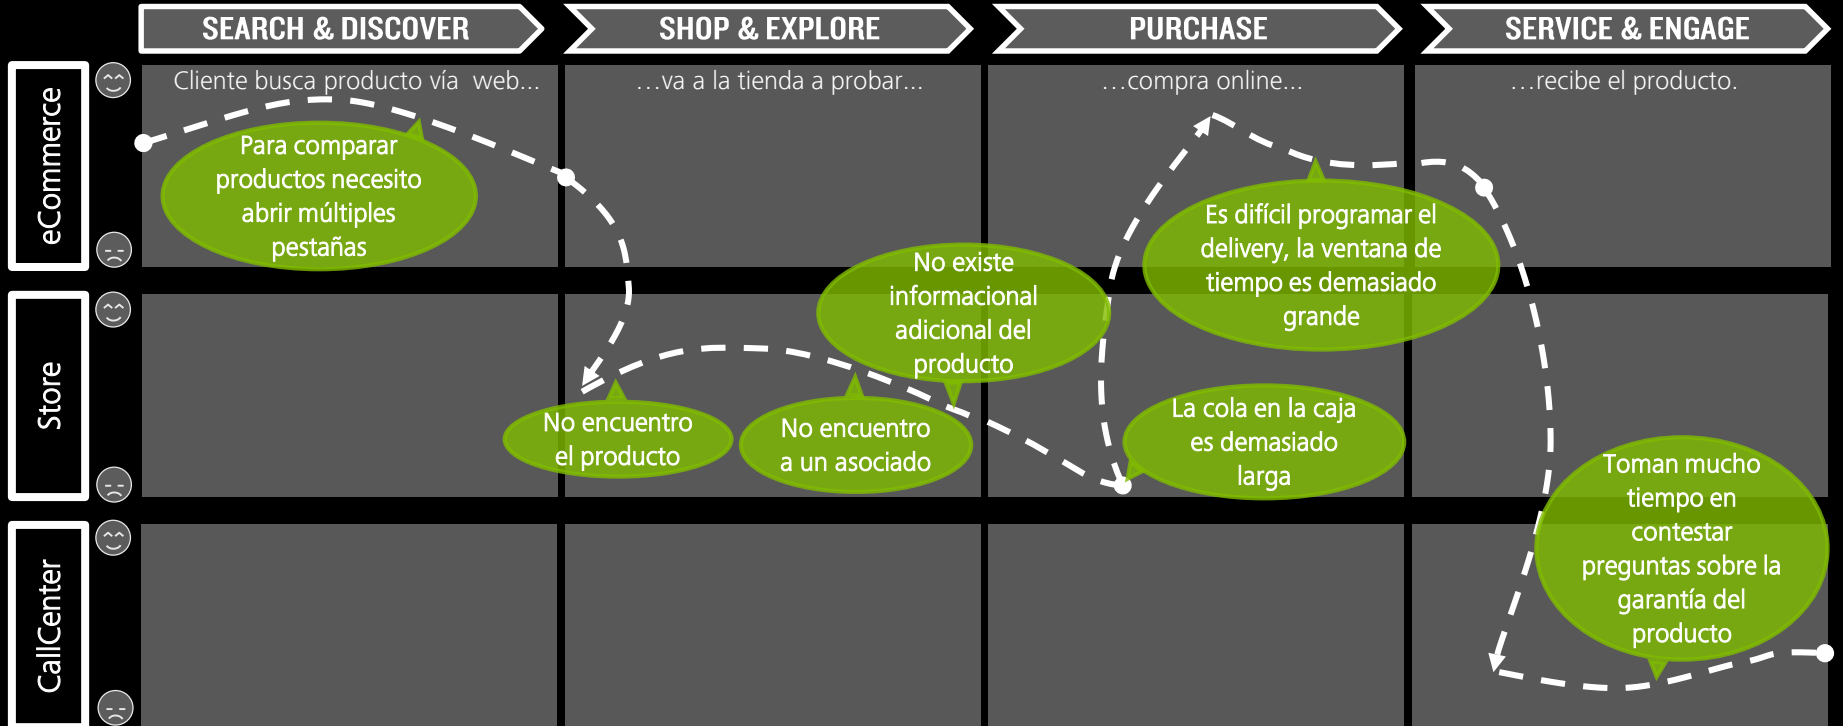 SEARCH & DISCOVER
SHOP & EXPLORE
PURCHASE
SERVICE & ENGAGE
eCommerce
Cliente busca producto vía web...
...va a la tienda a probar...
...compra online...
...recibe el producto.
Para comparar
productos necesito
abrir múltiples
pestañas
Es difícil programar el
delivery, la ventana de
tiempo es demasiado
grande
Store
No existe
informacional
adicional del
producto
No encuentro
el producto
No encuentro
a un asociado
La cola en la caja
es demasiado
larga
CallCenter
Toman mucho
tiempo en
contestar
preguntas sobre la
garantía del
producto